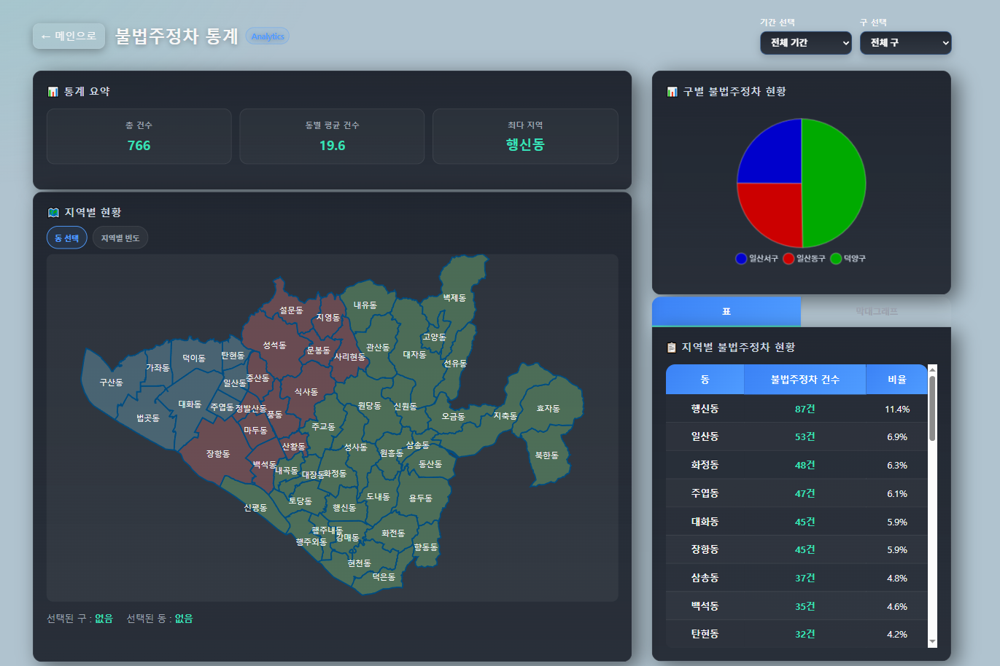 ← 메인으로
불법주정차 통계
Analytics
기간 선택
구 선택
전체 기간
전체 구
📊 통계 요약
총 건수
766
동별 평균 건수
19.6
최다 지역
행신동
🗺️ 지역별 현황
동 선택
지역별 빈도
벽제동
내유동
설문동
지영동
고양동
성석동
관산동
문봉동
사리현동
대자동
탄현동
덕이동
선유동
가좌동
구산동
중산동
일산동
식사동
대화동
주엽동
정발산동
원당동
신원동
효자동
풍동
오금동
지축동
법곳동
주교동
마두동
산황동
성사동
삼송동
장항동
원흥동
북한동
백석동
동산동
내곡동
대장동
화정동
도내동
용두동
토당동
신평동
행신동
행주내동
강매동
화전동
행주외동
향동동
현천동
덕은동
선택된 구 : 없음
선택된 동 : 없음
📊 구별 불법주정차 현황
일산서구
일산동구
덕양구
표
막대그래프
📋 지역별 불법주정차 현황
동 불법주정차 건수 비율
행신동 87건 11.4%
일산동 53건 6.9%
화정동 48건 6.3%
주엽동 47건 6.1%
대화동 45건 5.9%
장항동 45건 5.9%
삼송동 37건 4.8%
백석동 35건 4.6%
탄현동 32건 4.2%